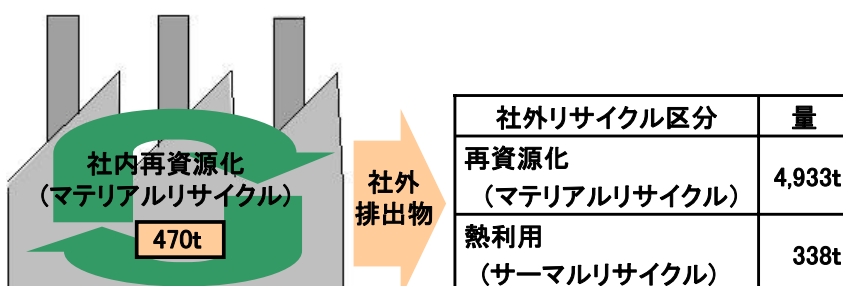 社内再資源化
（マテリアルリサイクル）
470t
社外
排出物
社外リサイクル区分 量
再資源化
（マテリアルリサイクル） 4,933t
熱利用
（サーマルリサイクル） 338t